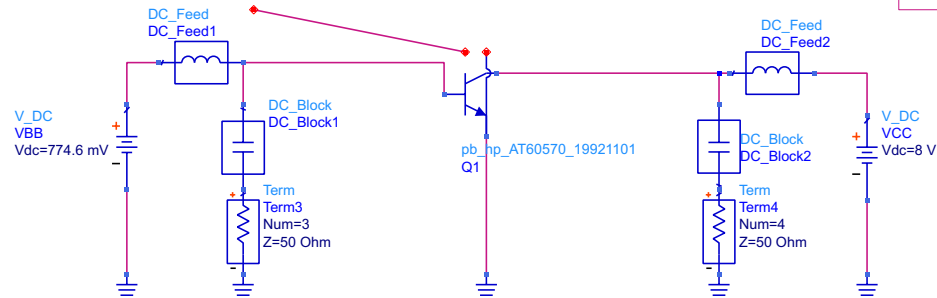 DC_Feed
DC_Feed1
DC_Feed
DC_Feed2
V_DC
VBB
Vdc=774.6 mV
+
-
DC_Block
DC_Block1
pb_hp_AT60570_19921101
Q1
DC_Block
DC_Block2
V_DC
VCC
Vdc=8 V
+
-
+
Term
Term3
Num=3
Z=50 Ohm
-
+
Term
Term4
Num=4
Z=50 Ohm
-